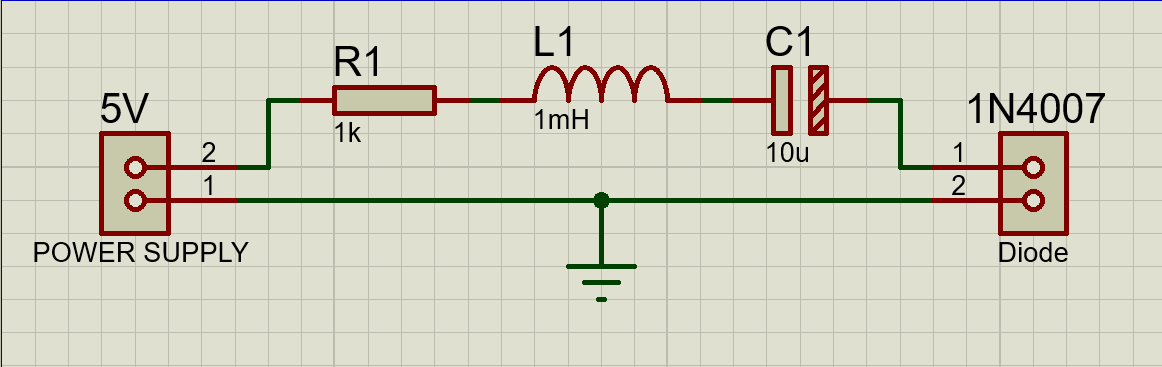 5V
2
1
POWER SUPPLY
R1
1k
L1
1mH
C1
10u
1N4007
1
2
Diode